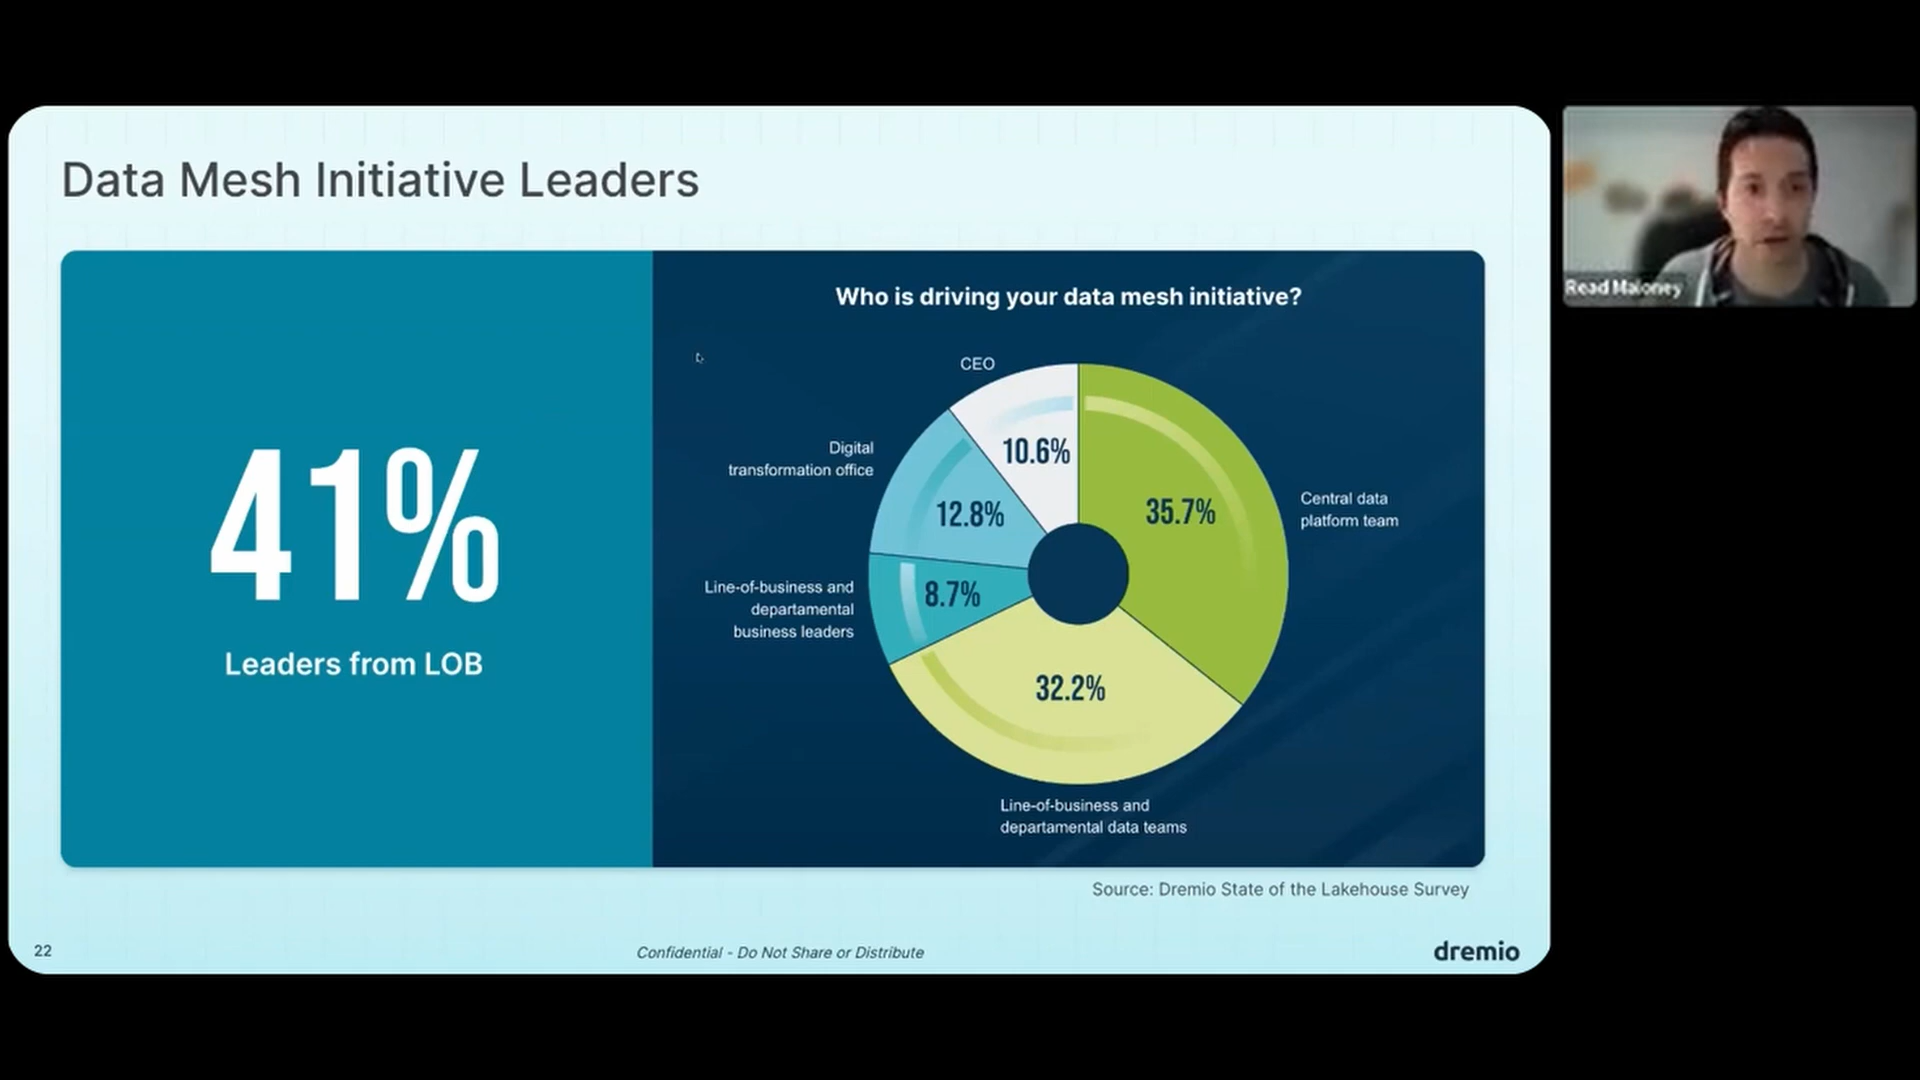 Data Mesh Initiative Leaders
41%
Leaders from LOB
Who is driving your data mesh initiative?
CEO
10.6%
Digital
transformation office
12.8%
35.7%
Central data
platform team
Line-of-business and
departamental
business leaders
8.7%
32.2%
Line-of-business and
departamental data teams
Source: Dremio State of the Lakehouse Survey
22
Confidential - Do Not Share or Distribute
dremio
Read Maloney